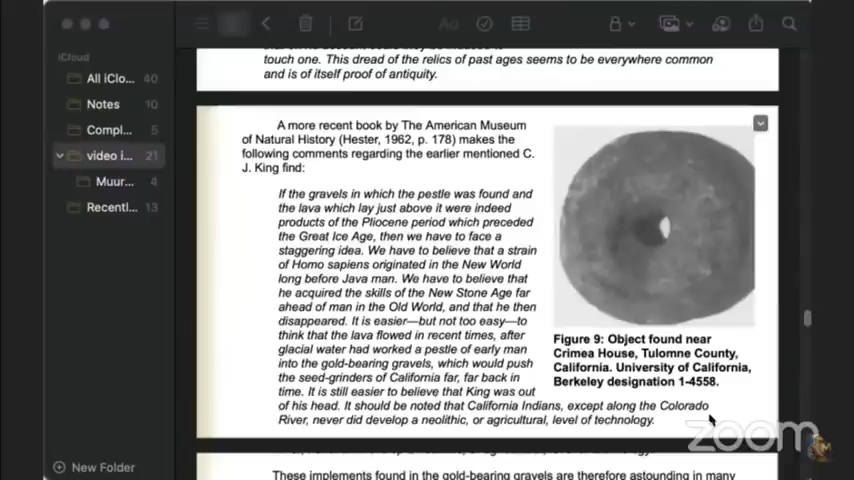 iCloud
All iClo... 40
Notes 10
Compl... 5
video i... 21
Muur... 4
Recentl... 13
New Folder
touch one. This dread of the relics of past ages seems to be everywhere common
and is of itself proof of antiquity.
A more recent book by The American Museum
of Natural History (Hester, 1962, p. 178) makes the
following comments regarding the earlier mentioned C.
J. King find:
If the gravels in which the pestle was found and
the lava which lay just above it were indeed
products of the Pliocene period which preceded
the Great Ice Age, then we have to face a
staggering idea. We have to believe that a strain
of Homo sapiens originated in the New World
long before Java man. We have to believe that
he acquired the skills of the New Stone Age far
ahead of man in the Old World, and that he then
disappeared. It is easier—but not too easy—to
think that the lava flowed in recent times, after
glacial water had worked a pestle of early man
into the gold-bearing gravels, which would push
the seed-grinders of California far, far back in
time. It is still easier to believe that King was out
of his head. It should be noted that California Indians, except along the Colorado
River, never did develop a neolithic, or agricultural, level of technology.
Figure 9: Object found near
Crimea House, Tulomne County,
California. University of California,
Berkeley designation 1-4558.
These implements found in the gold-bearing gravels are therefore astounding in many
Aa
zoom